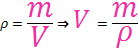 ρ = m/V ⇒ V = m/ρ